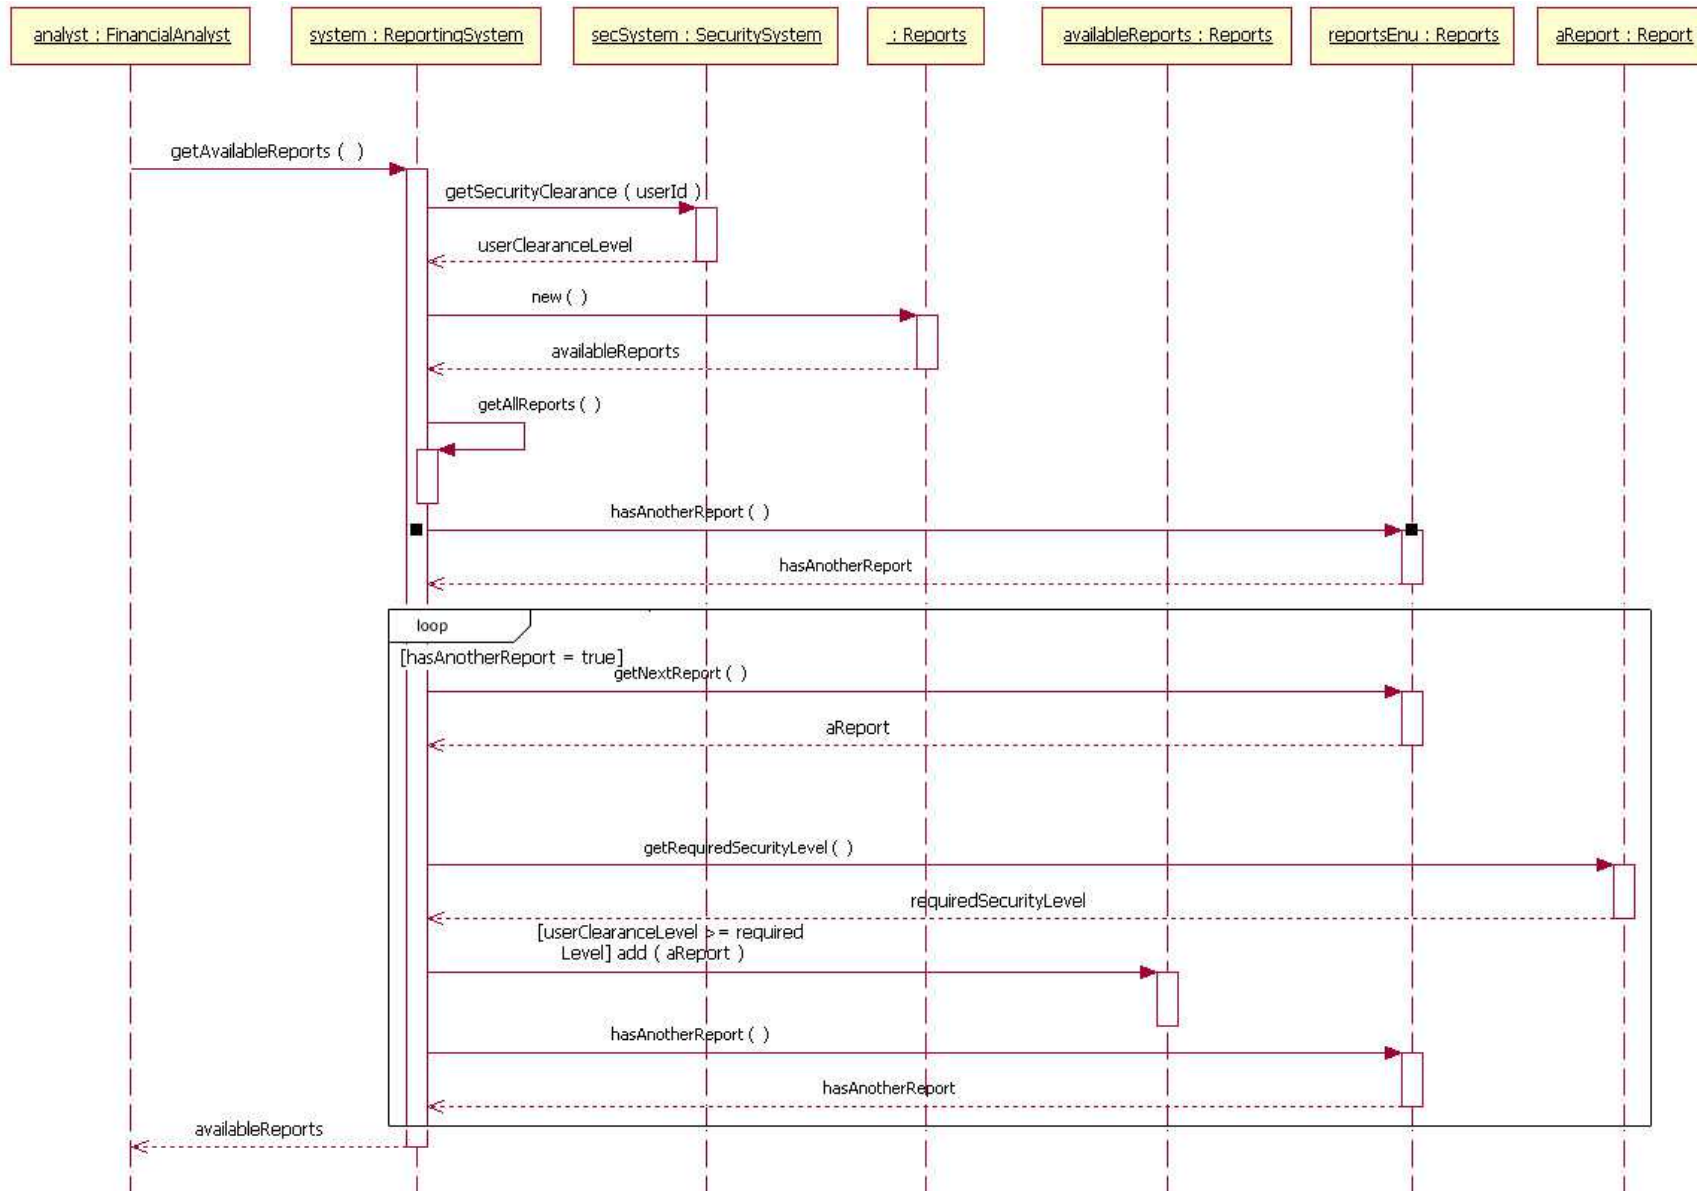 analyst : FinancialAnalyst
system : ReportingSystem
secSystem : SecuritySystem
: Reports
availableReports : Reports
reportsEnu : Reports
aReport : Report
getAvailableReports ( )
getSecurityClearance ( userId )
userClearanceLevel
new ( )
availableReports
getAllReports ( )
hasAnotherReport ( )
hasAnotherReport
loop
[hasAnotherReport = true]
getNextReport ( )
aReport
getRequiredSecurityLevel ( )
requiredSecurityLevel
[userClearanceLevel >= required
Level] add ( aReport )
hasAnotherReport ( )
hasAnotherReport
availableReports